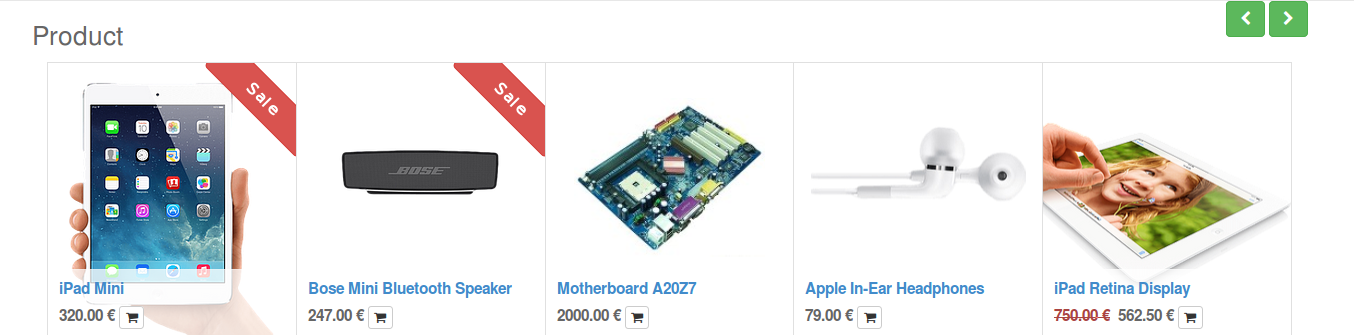 Product
Sale
Sale
BOSE
iPad Mini
Bose Mini Bluetooth Speaker
Motherboard A20Z7
Apple In-Ear Headphones
iPad Retina Display
320.00 €
247.00 €
2000.00 €
79.00 €
750.00 € 562.50 €